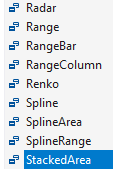 Radar
Range
RangeBar
RangeColumn
Renko
Spline
SplineArea
SplineRange
StackedArea